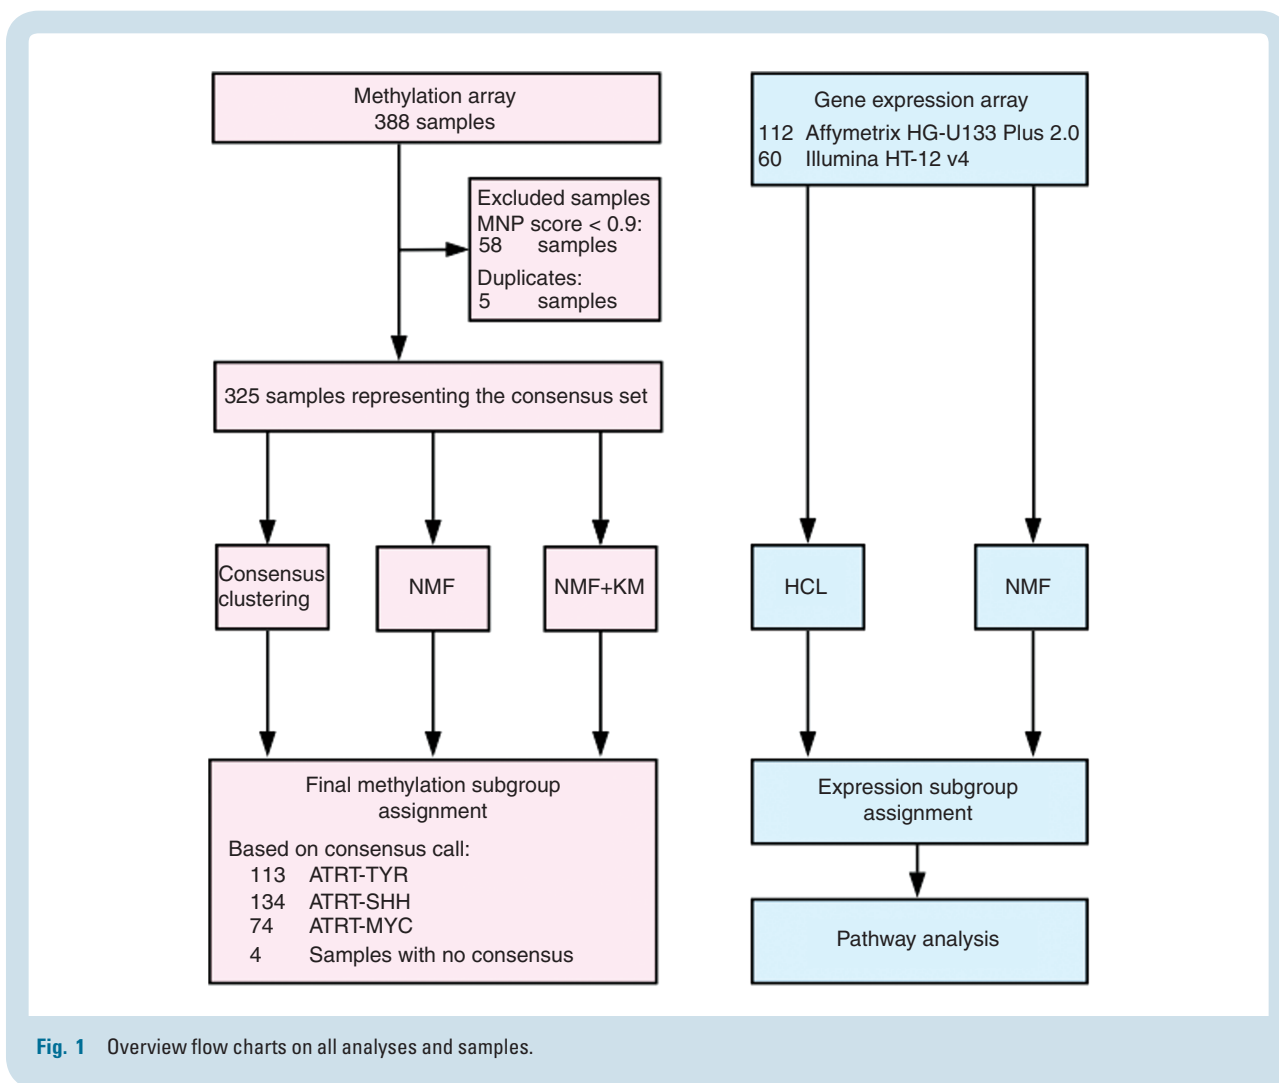 Methylation array
388 samples
Excluded samples
MNP score < 0.9:
58 samples
Duplicates:
5 samples
325 samples representing the consensus set
Consensus
clustering
NMF
NMF+KM
Final methylation subgroup
assignment
Based on consensus call:
113 ATRT-TYR
134 ATRT-SHH
74 ATRT-MYC
4 Samples with no consensus
Gene expression array
112 Affymetrix HG-U133 Plus 2.0
60 Illumina HT-12 v4
HCL
NMF
Expression subgroup
assignment
Pathway analysis
Fig. 1 Overview flow charts on all analyses and samples.